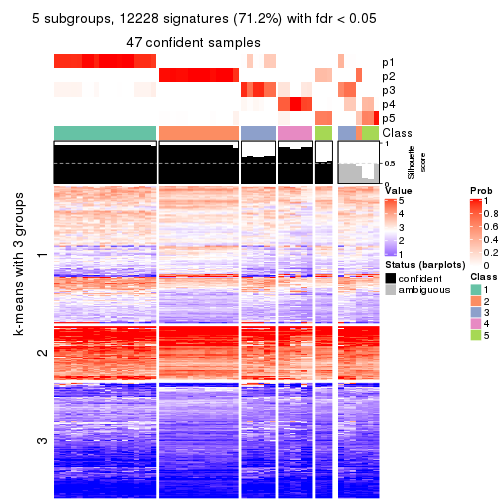 5 subgroups, 12228 signatures (71.2%) with fdr < 0.05
47 confident samples
p1
p2
p3
p4
p5
Class
1
0.5
0
Silhouette
score
k-means with 3 groups
1
2
3
Value
5
4
3
2
1
Status (barplots)
confident
ambiguous
Prob
1
0.8
0.6
0.4
0.2
0
Class
1
2
3
4
5